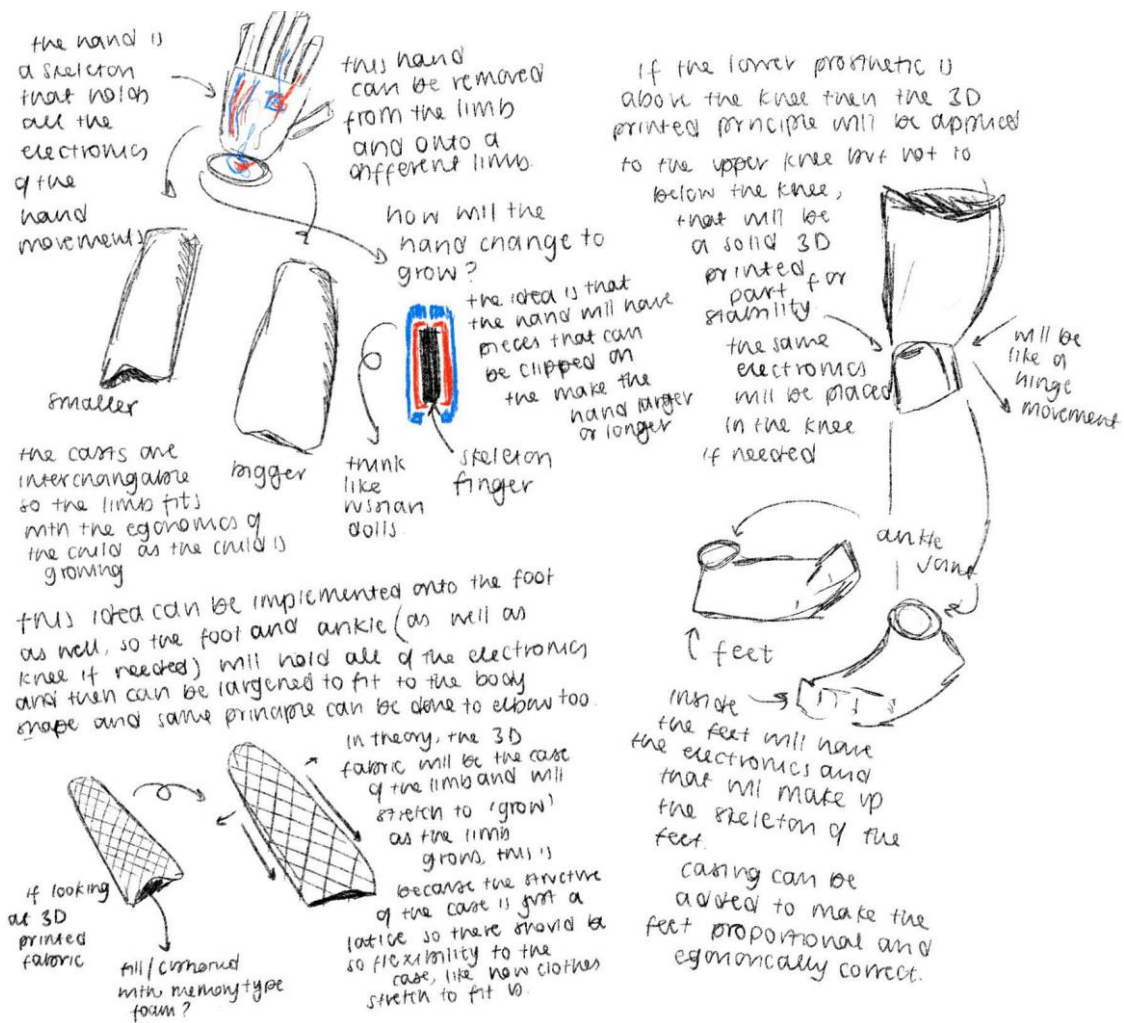 the hand is
a skeleton
that holds
all the
electronics
of the
hand
movements
this hand
can be removed
from the limb
and onto a
different limb.
how will the
hand change to
grow?
the idea is that
the hand will have
pieces that can
be clipped on
the make the
hand larger
or longer
smaller
bigger
think
like
russian
dolls.
skeleton
finger
the casts are
interchangable
so the limb fits
with the egonomics of
the child as the child is
growing
this idea can be implemented onto the foot
as well, so the foot and ankle (as well as
knee if needed) will hold all of the electronics
and then can be largened to fit to the body
shape and same principle can be done to elbow too.
if looking
at 3D
printed
fabric
fill/cushioned
with memory type
foam?
In theory, the 3D
fabric will be the case
of the limb and will
stretch to 'grow'
as the limb
grows, this is
because the structure
of the case is just a
latice so there should be
so flexibility to the
case, like how clothes
stretch to fit us.
if the lower prosthetic is
above the knee then the 3D
printed principle will be applied
to the upper knee but not to
below the knee,
that will be
a solid 3D
printed
part for
stability
the same
electronics
will be placed
in the knee
if needed
will be
like a
hinge
movement
ankle
joint
feet
inside
the feet will have
the electronics and
that will make up
the skeleton of the
feet.
casing can be
added to make the
feet proportional and
egonomically correct.